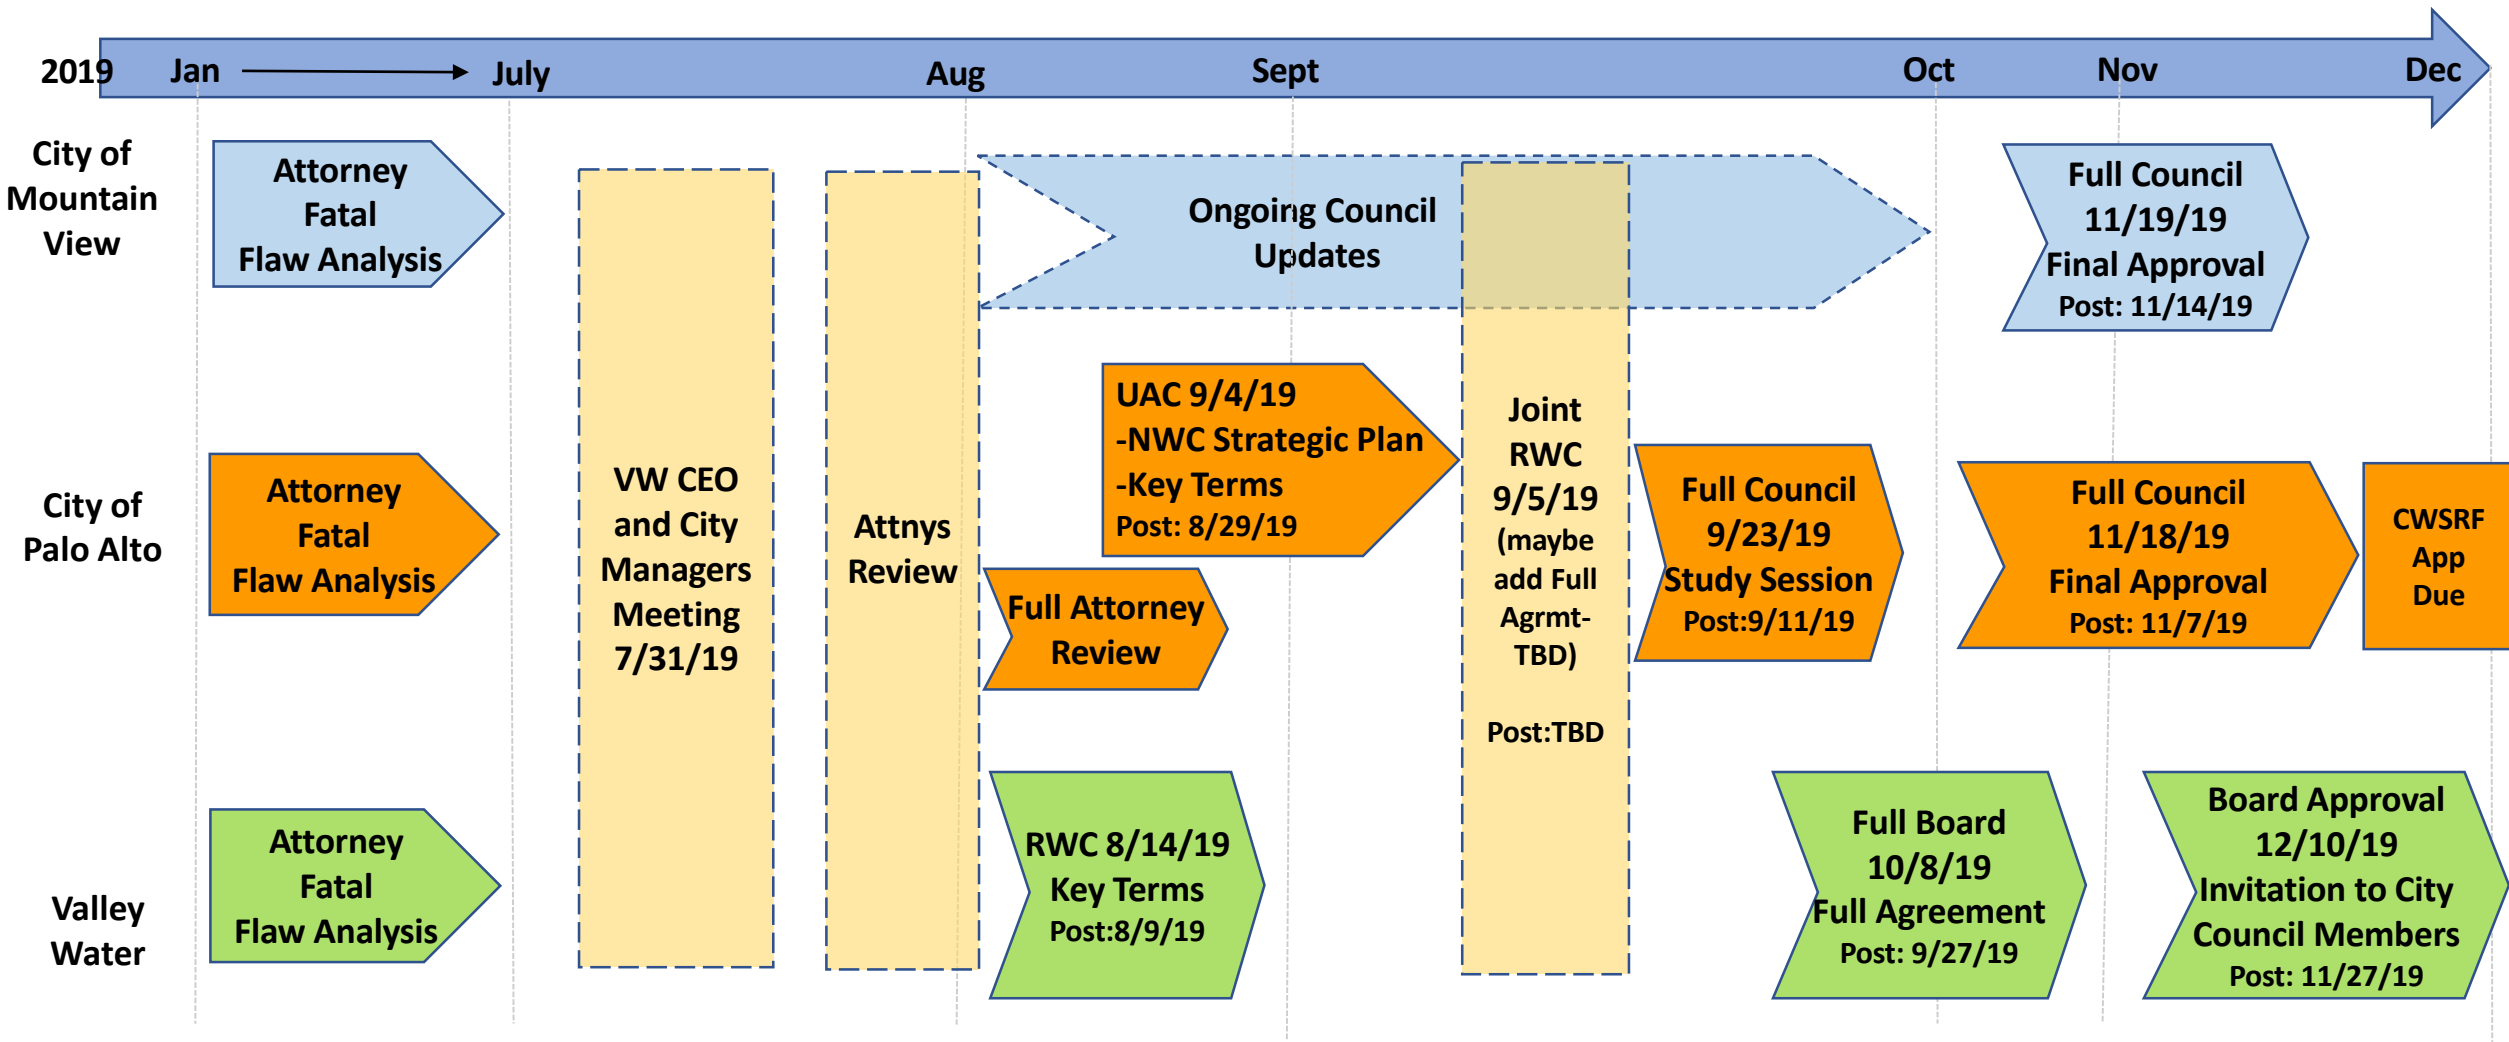 2019 Jan July Aug Sept Oct Nov Dec
City of
Mountain
View
Attorney
Fatal
Flaw Analysis
Ongoing Council
Updates
Full Council
11/19/19
Final Approval
Post: 11/14/19
City of
Palo Alto
Attorney
Fatal
Flaw Analysis
VW CEO
and City
Managers
Meeting
7/31/19
Attnys
Review
UAC 9/4/19
-NWC Strategic Plan
-Key Terms
Post: 8/29/19
Full Attorney
Review
Joint
RWC
9/5/19
(maybe
add Full
Agrmt-
TBD)
Post:TBD
Full Council
9/23/19
Study Session
Post:9/11/19
Full Council
11/18/19
Final Approval
Post: 11/7/19
CWSRF
App
Due
Valley
Water
Attorney
Fatal
Flaw Analysis
RWC 8/14/19
Key Terms
Post:8/9/19
Full Board
10/8/19
Full Agreement
Post: 9/27/19
Board Approval
12/10/19
Invitation to City
Council Members
Post: 11/27/19